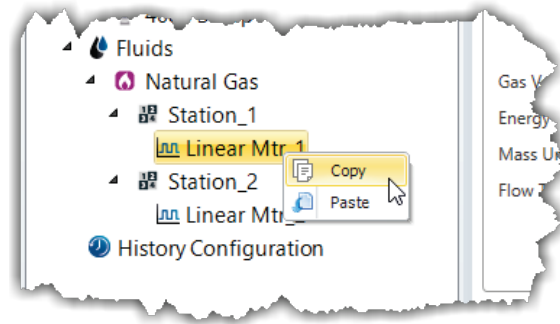 Fluids
Natural Gas
Gas
Station_1
Energy
Linear Mtr_1
Mass
Copy
Station_2
Flow
Paste
Linear Mtr_
History Configuration